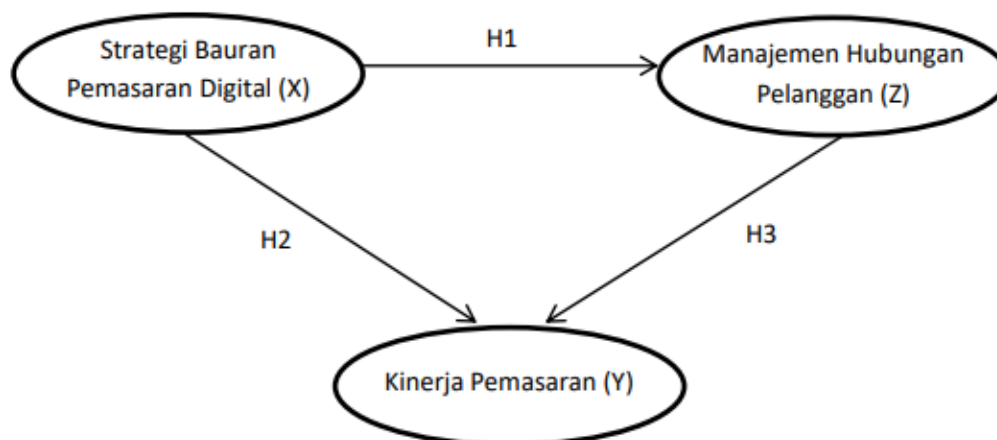 Strategi Bauran
Pemasaran Digital (X)
H1
Manajemen Hubungan
Pelanggan (Z)
H2
H3
Kinerja Pemasaran (Y)